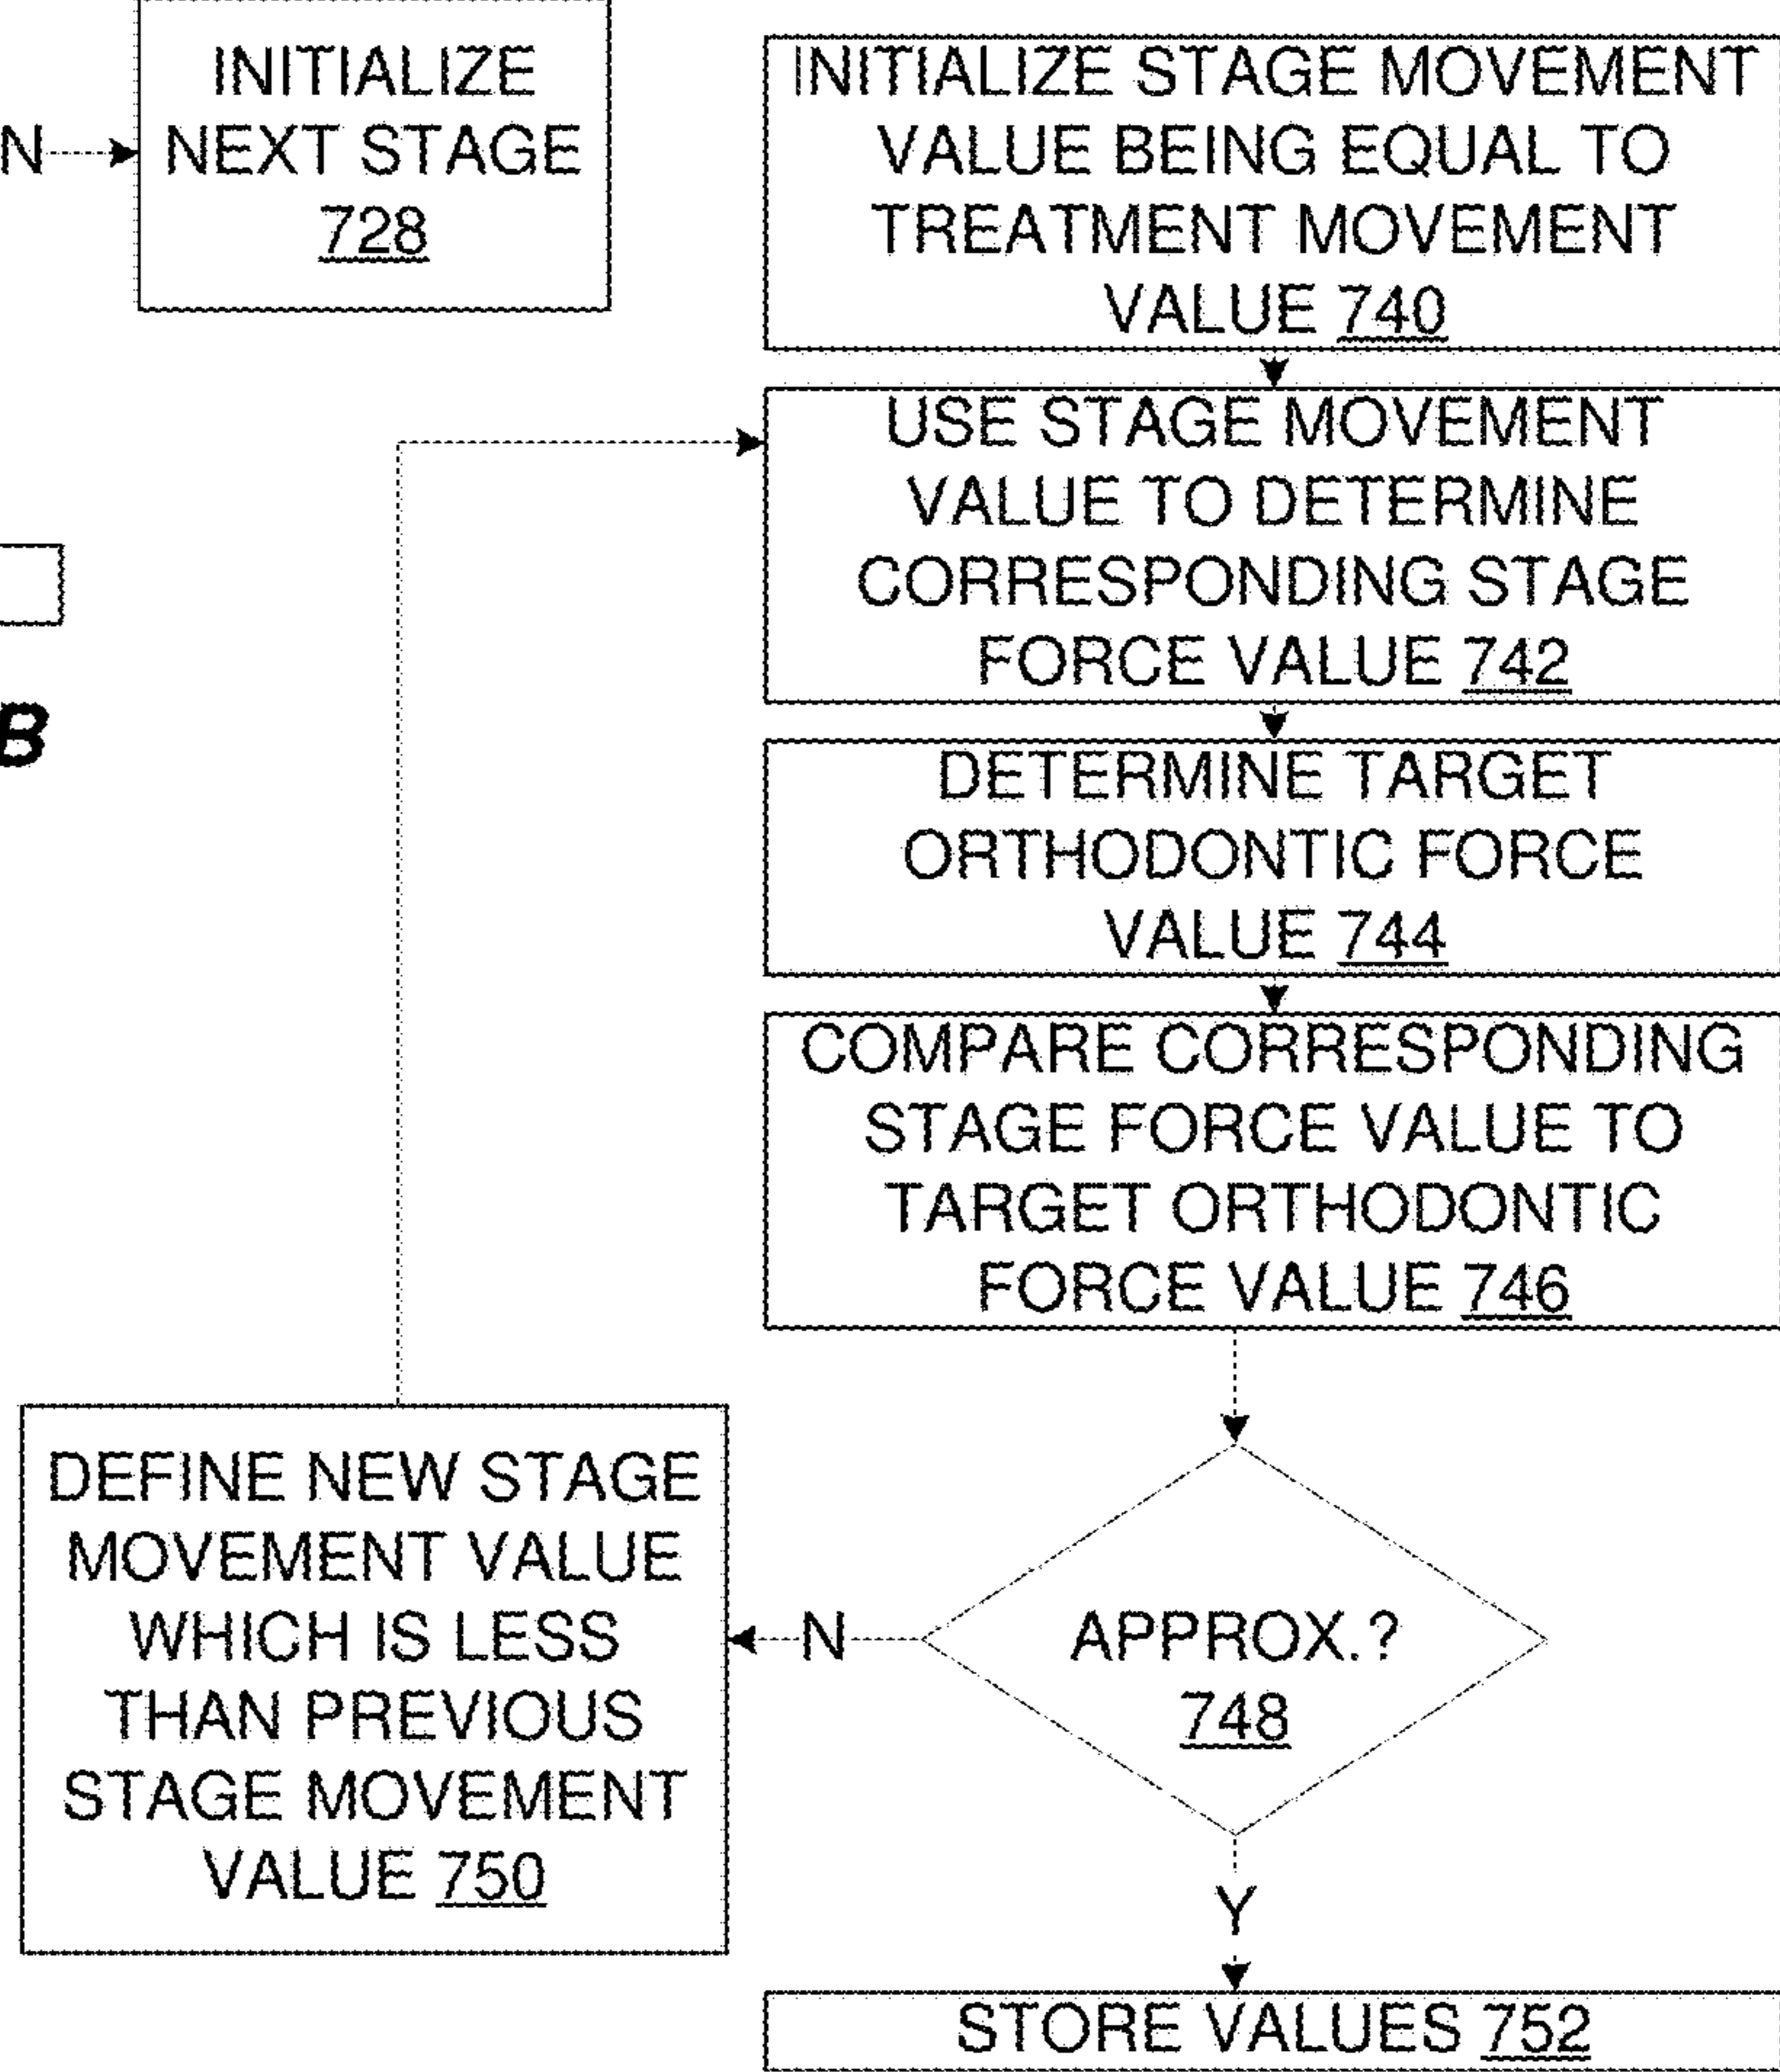 INITIALIZE
NEXT STAGE
728
N
B
INITIALIZE STAGE MOVEMENT
VALUE BEING EQUAL TO
TREATMENT MOVEMENT
VALUE 740
USE STAGE MOVEMENT
VALUE TO DETERMINE
CORRESPONDING STAGE
FORCE VALUE 742
DETERMINE TARGET
ORTHODONTIC FORCE
VALUE 744
COMPARE CORRESPONDING
STAGE FORCE VALUE TO
TARGET ORTHODONTIC
FORCE VALUE 746
APPROX.?
748
N
DEFINE NEW STAGE
MOVEMENT VALUE
WHICH IS LESS
THAN PREVIOUS
STAGE MOVEMENT
VALUE 750
Y
STORE VALUES 752